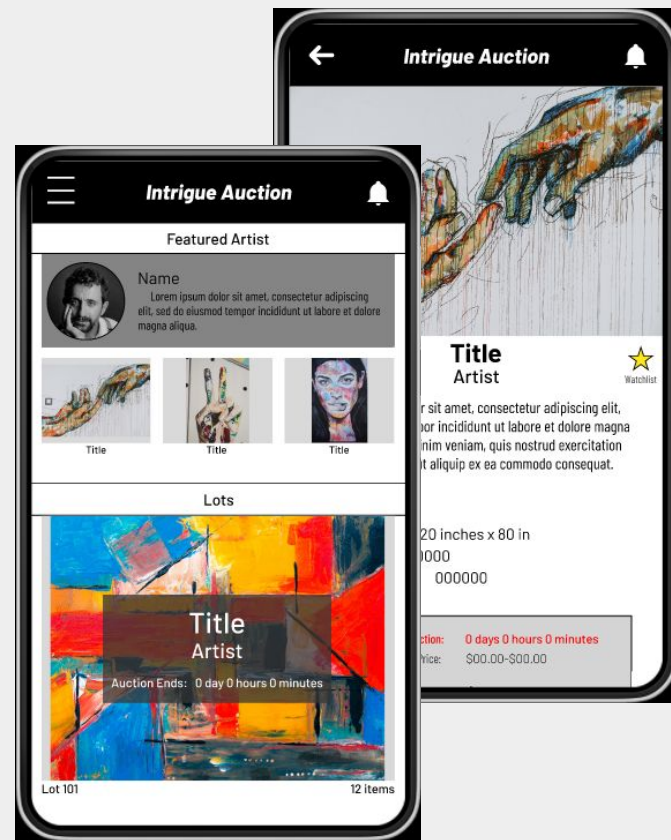 Intrigue Auction
Featured Artist
Name
Lorem ipsum dolor sit amet, consectetur adipiscing
elit, sed do eiusmod tempor incididunt ut labore et dolore
magna aliqua.
Title
Title
Title
Lots
Title
Artist
Auction Ends: 0 day 0 hours 0 minutes
Lot 101
12 items
Intrigue Auction
Title
Artist
Watchlist
sit amet, consectetur adipiscing elit,
incididunt ut labore et dolore magna
veniam, quis nostrud exercitation
aliquip ex ea commodo consequat.
20 inches x 80 in
000000
0 days 0 hours 0 minutes
Price: $00.00-$00.00